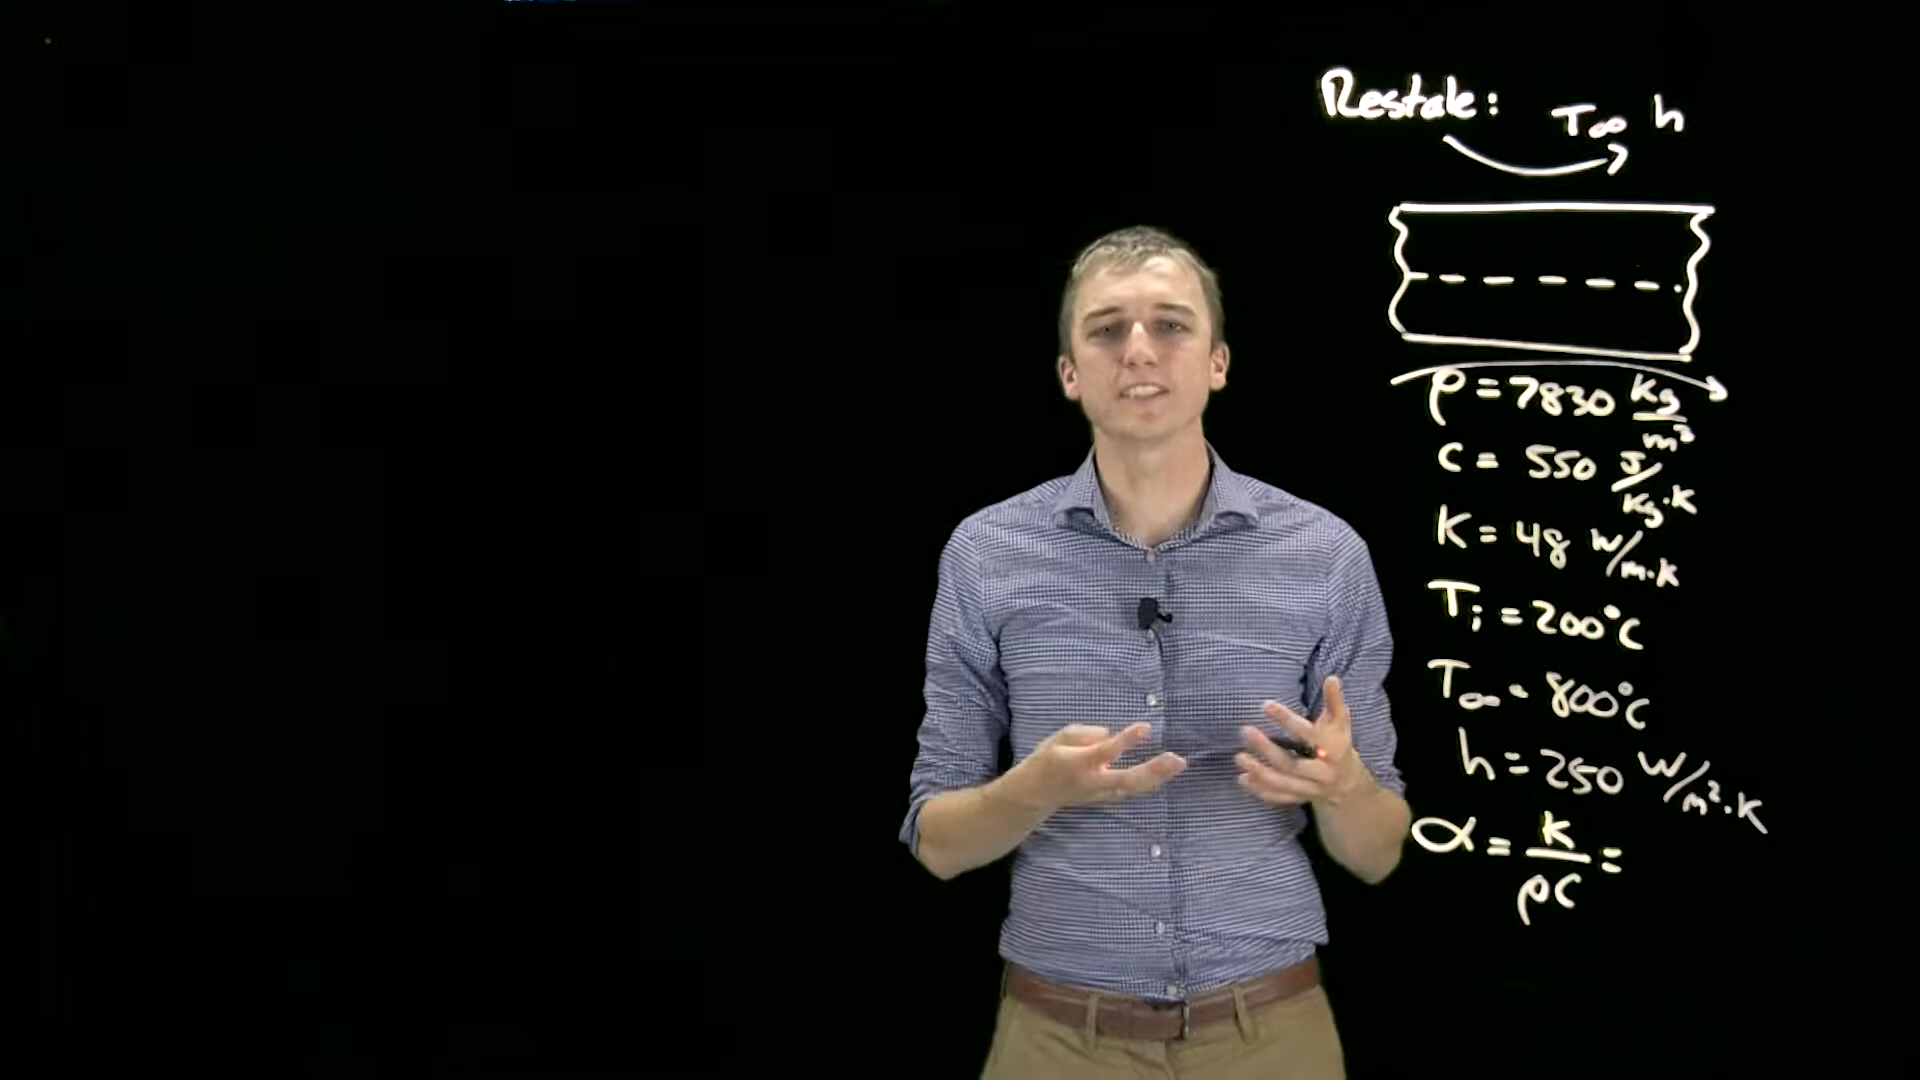 Restate:
T∞ h
ρ = 7830 kg/m³
c = 550 J/kg·K
K = 48 W/m·K
Ti = 200°C
T∞ = 800°C
h = 250 W/m²·K
α = K/ρc =